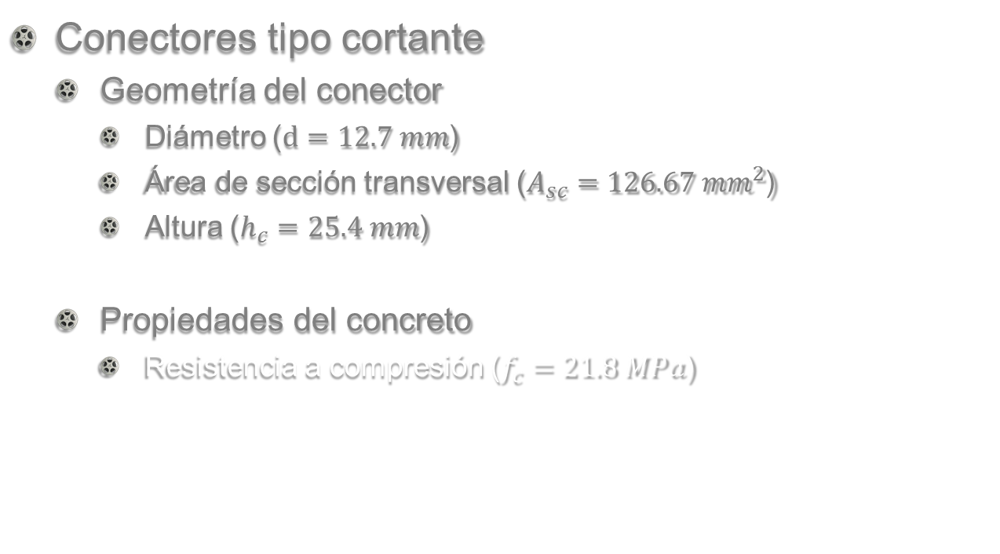 Conectores tipo cortante
Geometría del conector
Diámetro (d = 12.7 mm)
Área de sección transversal (A_sc = 126.67 mm²)
Altura (h_c = 25.4 mm)
Propiedades del concreto
Resistencia a compresión (f_c = 21.8 MPa)